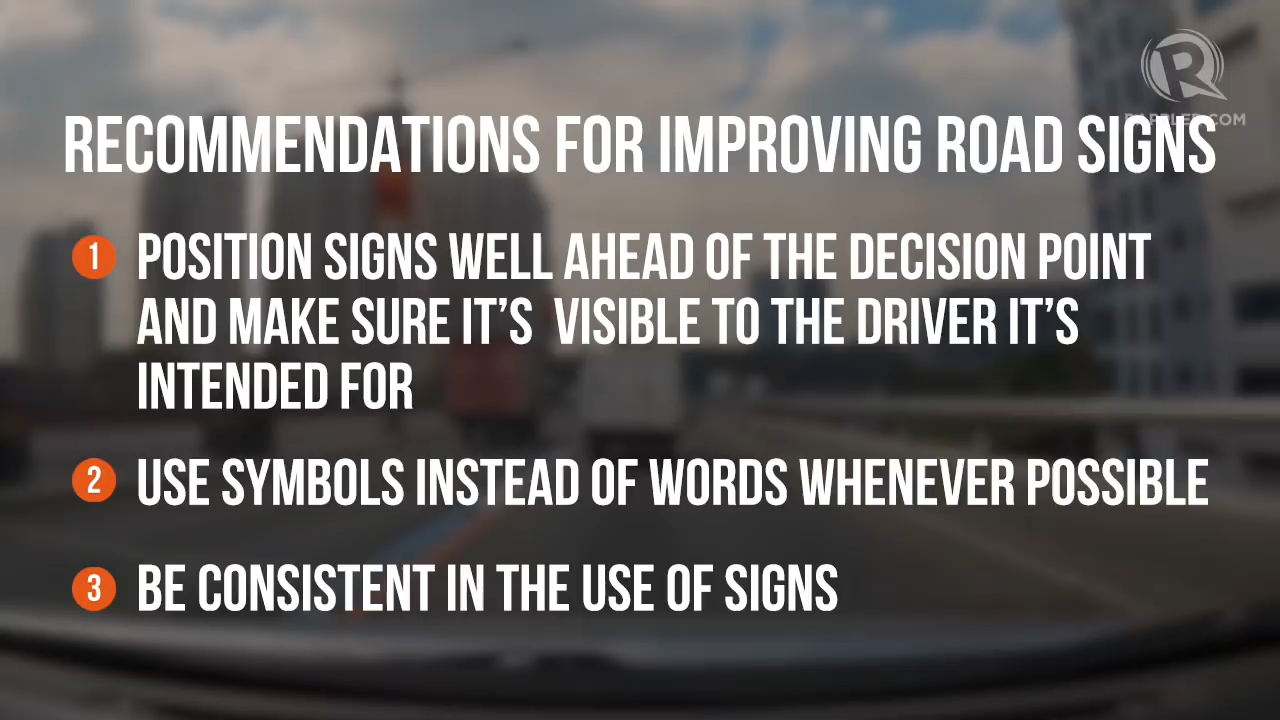 RAPPLER.COM
RECOMMENDATIONS FOR IMPROVING ROAD SIGNS
1 POSITION SIGNS WELL AHEAD OF THE DECISION POINT
AND MAKE SURE IT'S VISIBLE TO THE DRIVER IT'S
INTENDED FOR
2 USE SYMBOLS INSTEAD OF WORDS WHENEVER POSSIBLE
3 BE CONSISTENT IN THE USE OF SIGNS